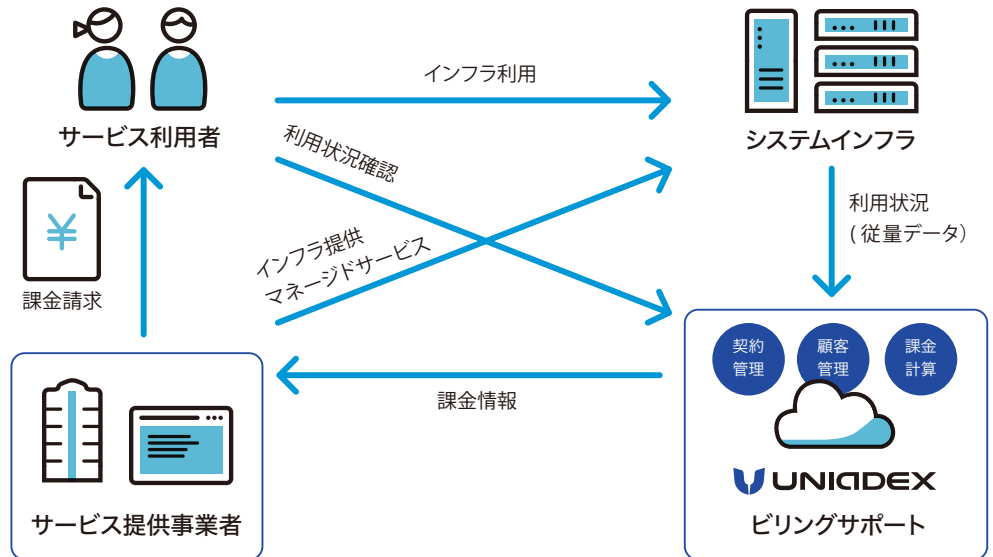 インフラ利用
サービス利用者
システムインフラ
利用状況確認
利用状況
(従量データ)
¥
課金請求
インフラ提供
マネージドサービス
契約
管理
顧客
管理
課金
計算
課金情報
UNIADEX
サービス提供事業者
ビリングサポート